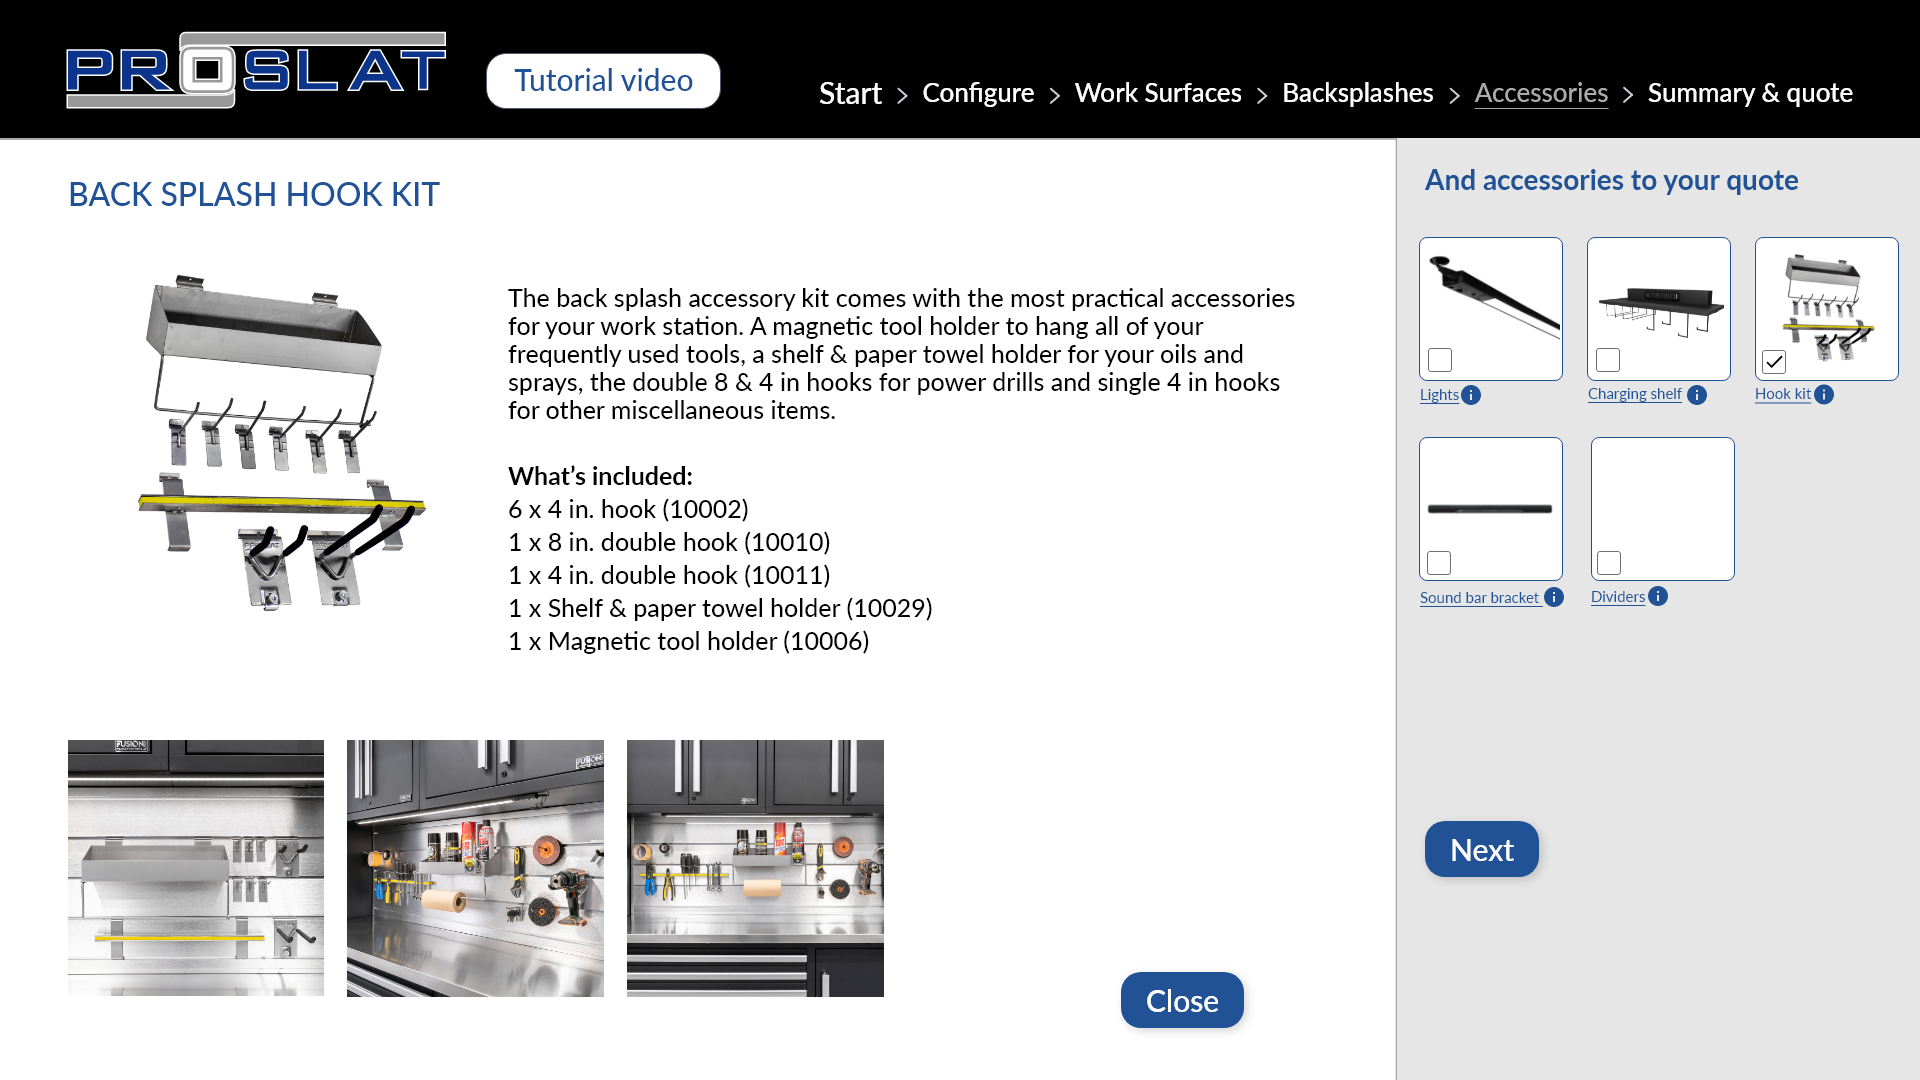 PROSLAT
Tutorial video
Start > Configure > Work Surfaces > Backsplashes > Accessories > Summary & quote
BACK SPLASH HOOK KIT
The back splash accessory kit comes with the most practical accessories
for your work station. A magnetic tool holder to hang all of your
frequently used tools, a shelf & paper towel holder for your oils and
sprays, the double 8 & 4 in hooks for power drills and single 4 in hooks
for other miscellaneous items.
What’s included:
6 x 4 in. hook (10002)
1 x 8 in. double hook (10010)
1 x 4 in. double hook (10011)
1 x Shelf & paper towel holder (10029)
1 x Magnetic tool holder (10006)
FUSION
FUSION
Close
And accessories to your quote
Lights
Charging shelf
Hook kit
Sound bar bracket
Dividers
Next